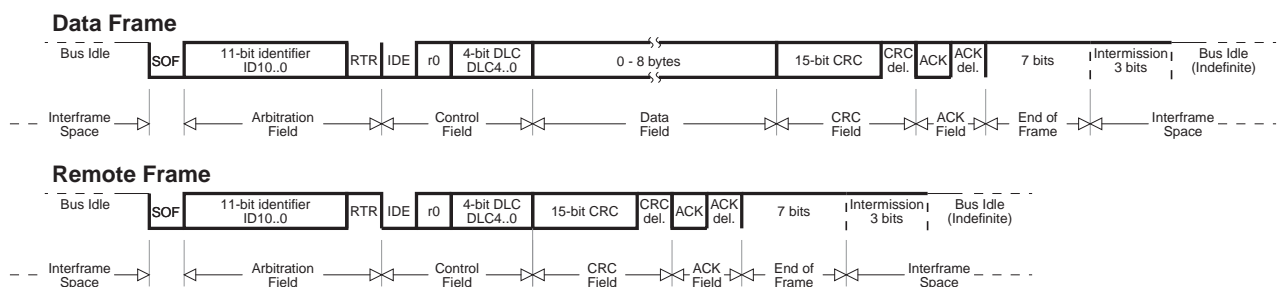 Data Frame
Bus Idle
SOF
11-bit identifier
ID10..0
RTR
IDE
r0
4-bit DLC
DLC4..0
0 - 8 bytes
15-bit CRC
CRC
del.
ACK
ACK
del.
7 bits
Intermission
3 bits
Bus Idle
(Indefinite)
Interframe
Space
Arbitration
Field
Control
Field
Data
Field
CRC
Field
ACK
Field
End of
Frame
Interframe
Space
Remote Frame
Bus Idle
SOF
11-bit identifier
ID10..0
RTR
IDE
r0
4-bit DLC
DLC4..0
15-bit CRC
CRC
del.
ACK
ACK
del.
7 bits
Intermission
3 bits
Bus Idle
(Indefinite)
Interframe
Space
Arbitration
Field
Control
Field
CRC
Field
ACK
Field
End of
Frame
Interframe
Space